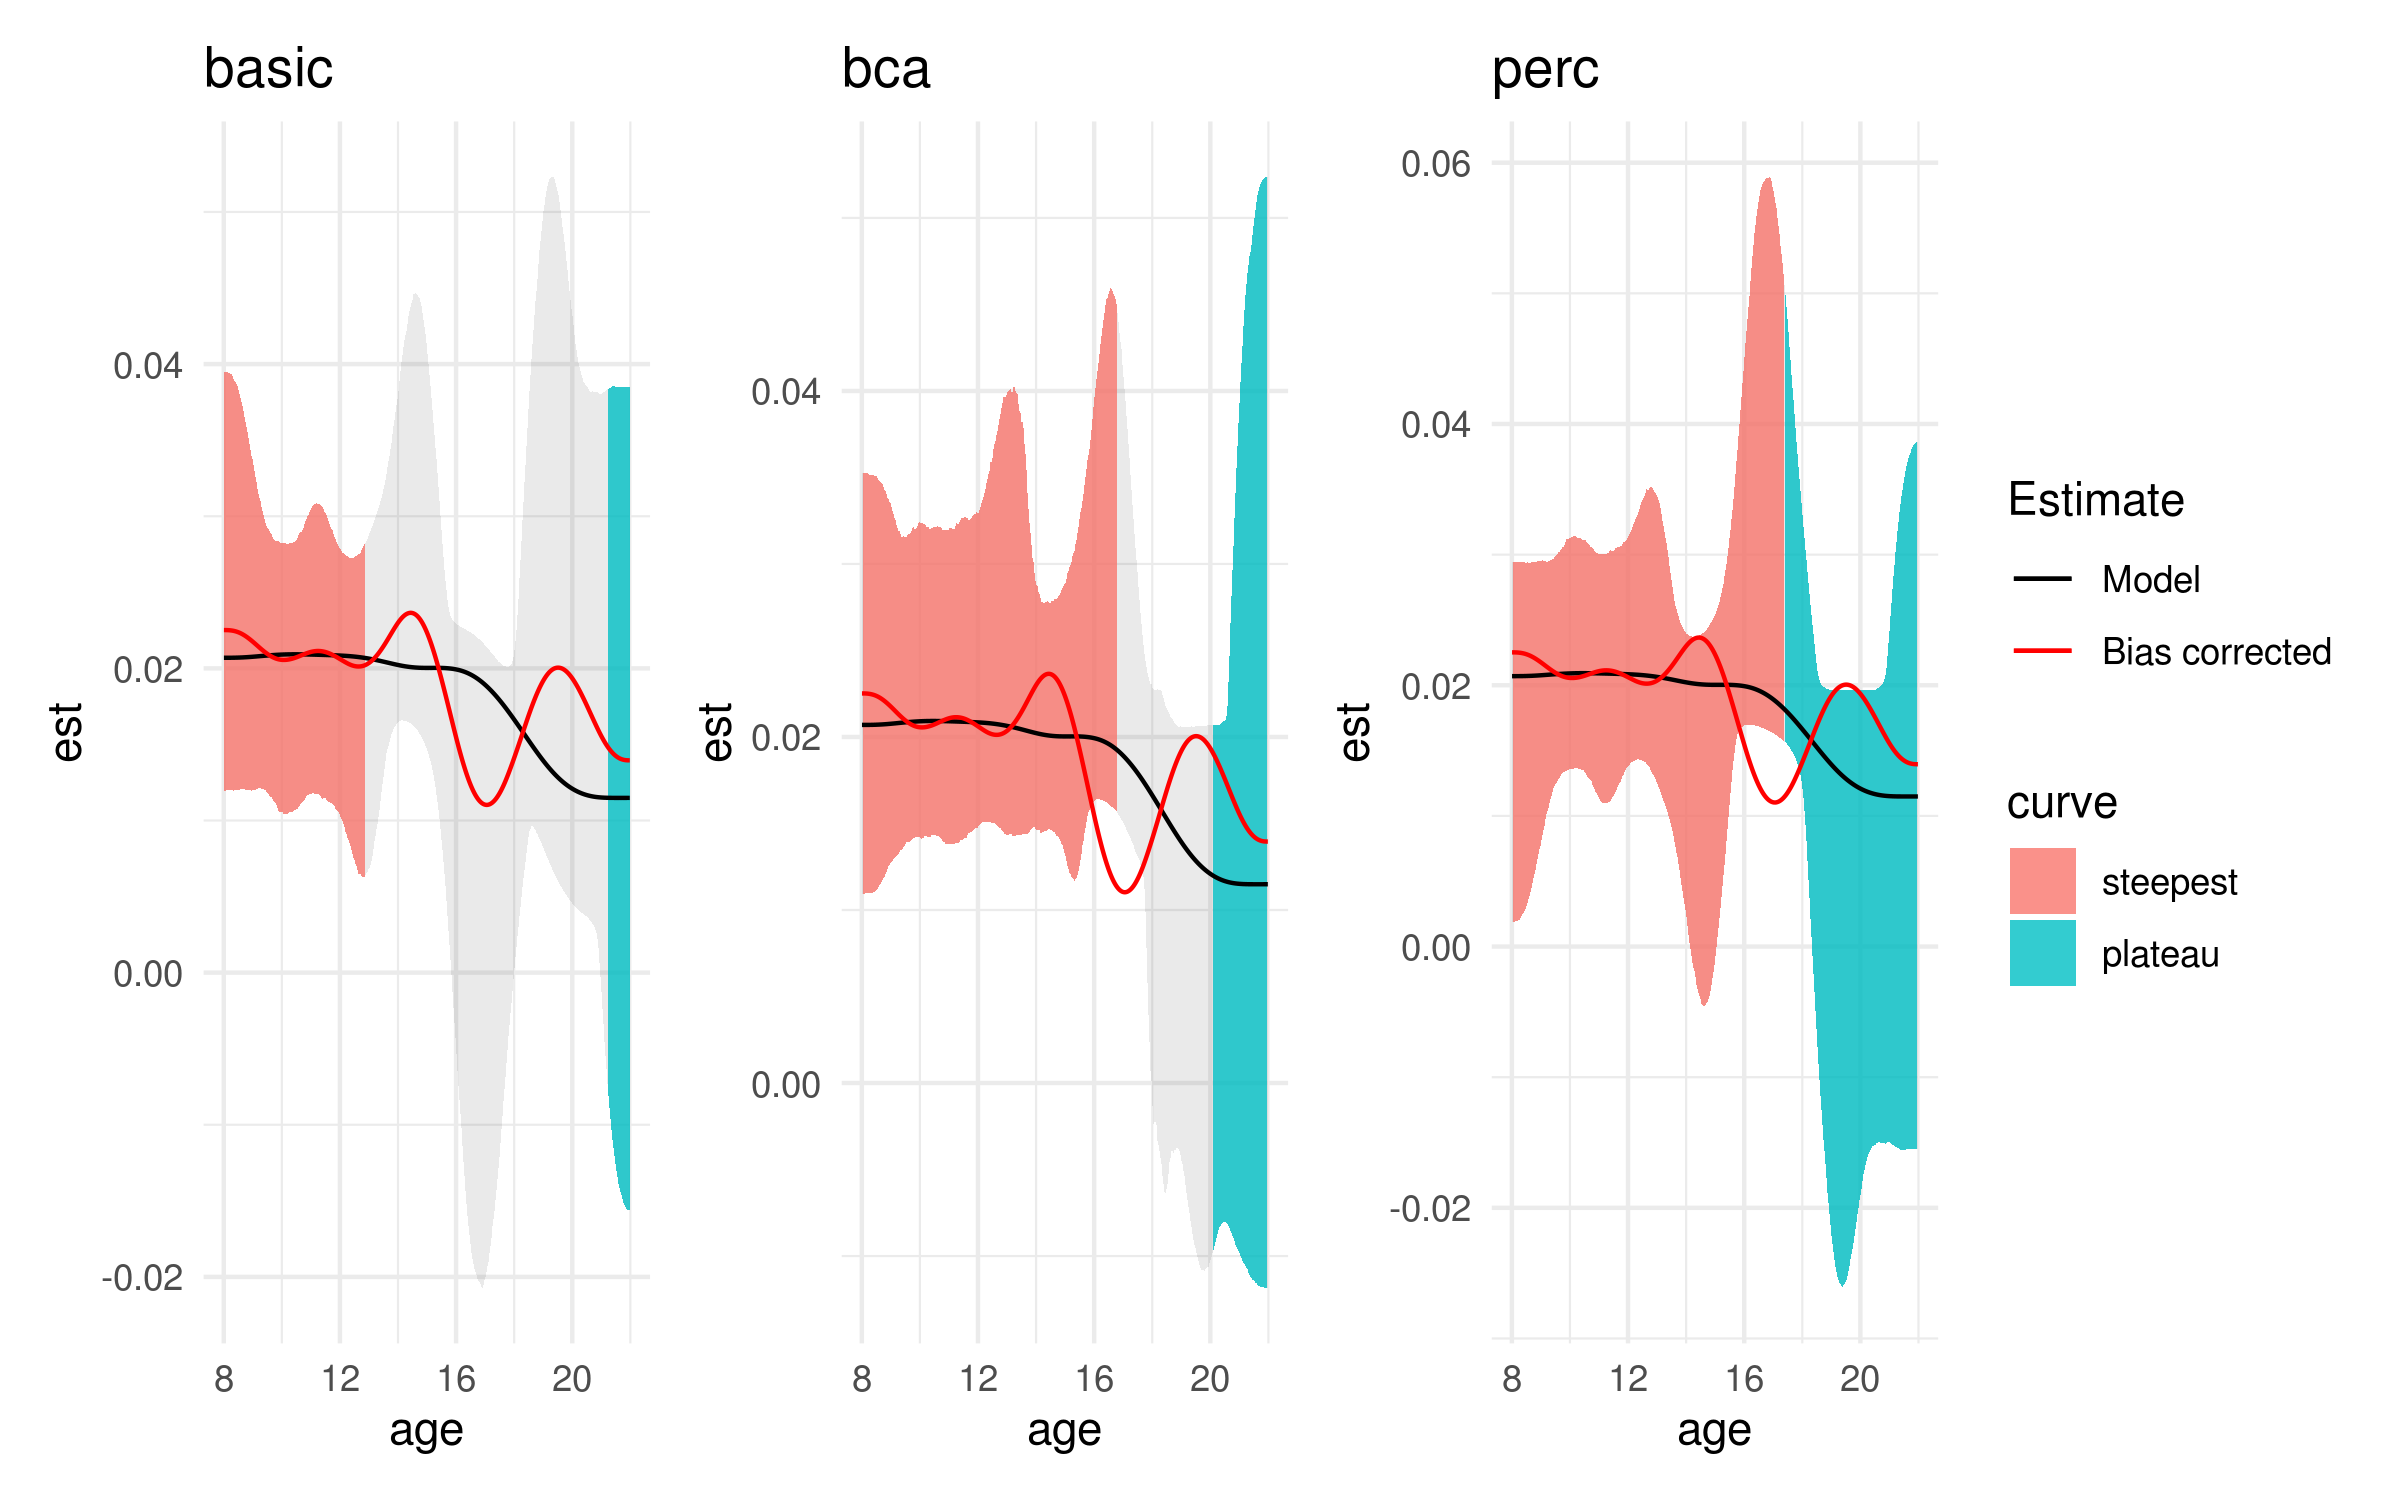 basic
bca
perc
0.04
0.02
0.00
-0.02
est
8 12 16 20
age
0.04
0.02
0.00
est
8 12 16 20
age
0.06
0.04
0.02
0.00
-0.02
est
8 12 16 20
age
Estimate
Model
Bias corrected
curve
steepest
plateau